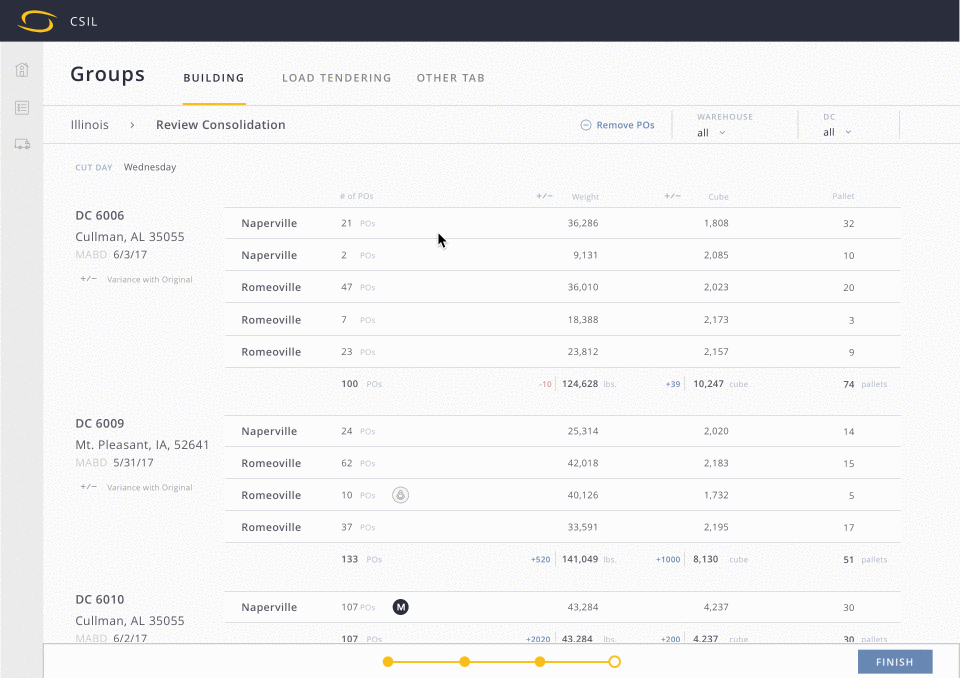 CSIL
Groups BUILDING LOAD TENDERING OTHER TAB
Illinois > Review Consolidation Remove POs WAREHOUSE all DC all
CUT DAY Wednesday
# of POs +/− Weight +/− Cube Pallet
DC 6006
Cullman, AL 35055
MABD 6/3/17
+/− Variance with Original
Naperville 21 POs 36,286 1,808 32
Naperville 2 POs 9,131 2,085 10
Romeoville 47 POs 36,010 2,023 20
Romeoville 7 POs 18,388 2,173 3
Romeoville 23 POs 23,812 2,157 9
100 POs -10 124,628 lbs. +39 10,247 cube 74 pallets
DC 6009
Mt. Pleasant, IA, 52641
MABD 5/31/17
+/− Variance with Original
Naperville 24 POs 25,314 2,020 14
Romeoville 62 POs 42,018 2,183 15
Romeoville 10 POs 40,126 1,732 5
Romeoville 37 POs 33,591 2,195 17
133 POs +520 141,049 lbs. +1000 8,130 cube 51 pallets
DC 6010
Cullman, AL 35055
MABD 6/2/17
Naperville 107 POs M 43,284 4,237 30
107 POs +2020 43,284 lbs. +200 4,237 cube 30 pallets
FINISH